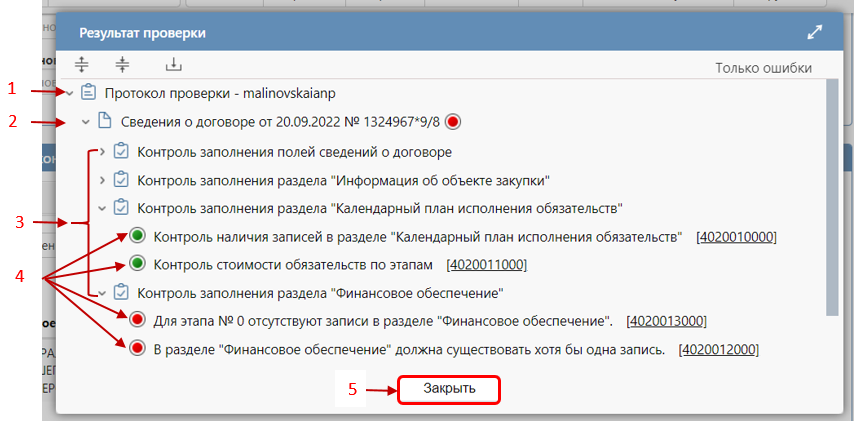 Результат проверки
Только ошибки
1
Протокол проверки - malinovskaianp
2
Сведения о договоре от 20.09.2022 № 1324967*9/8
Контроль заполнения полей сведений о договоре
Контроль заполнения раздела "Информация об объекте закупки"
Контроль заполнения раздела "Календарный план исполнения обязательств"
3
Контроль наличия записей в разделе "Календарный план исполнения обязательств" [4020010000]
4
Контроль стоимости обязательств по этапам [4020011000]
Контроль заполнения раздела "Финансовое обеспечение"
Для этапа № 0 отсутствуют записи в разделе "Финансовое обеспечение". [4020013000]
В разделе "Финансовое обеспечение" должна существовать хотя бы одна запись. [4020012000]
5
Закрыть